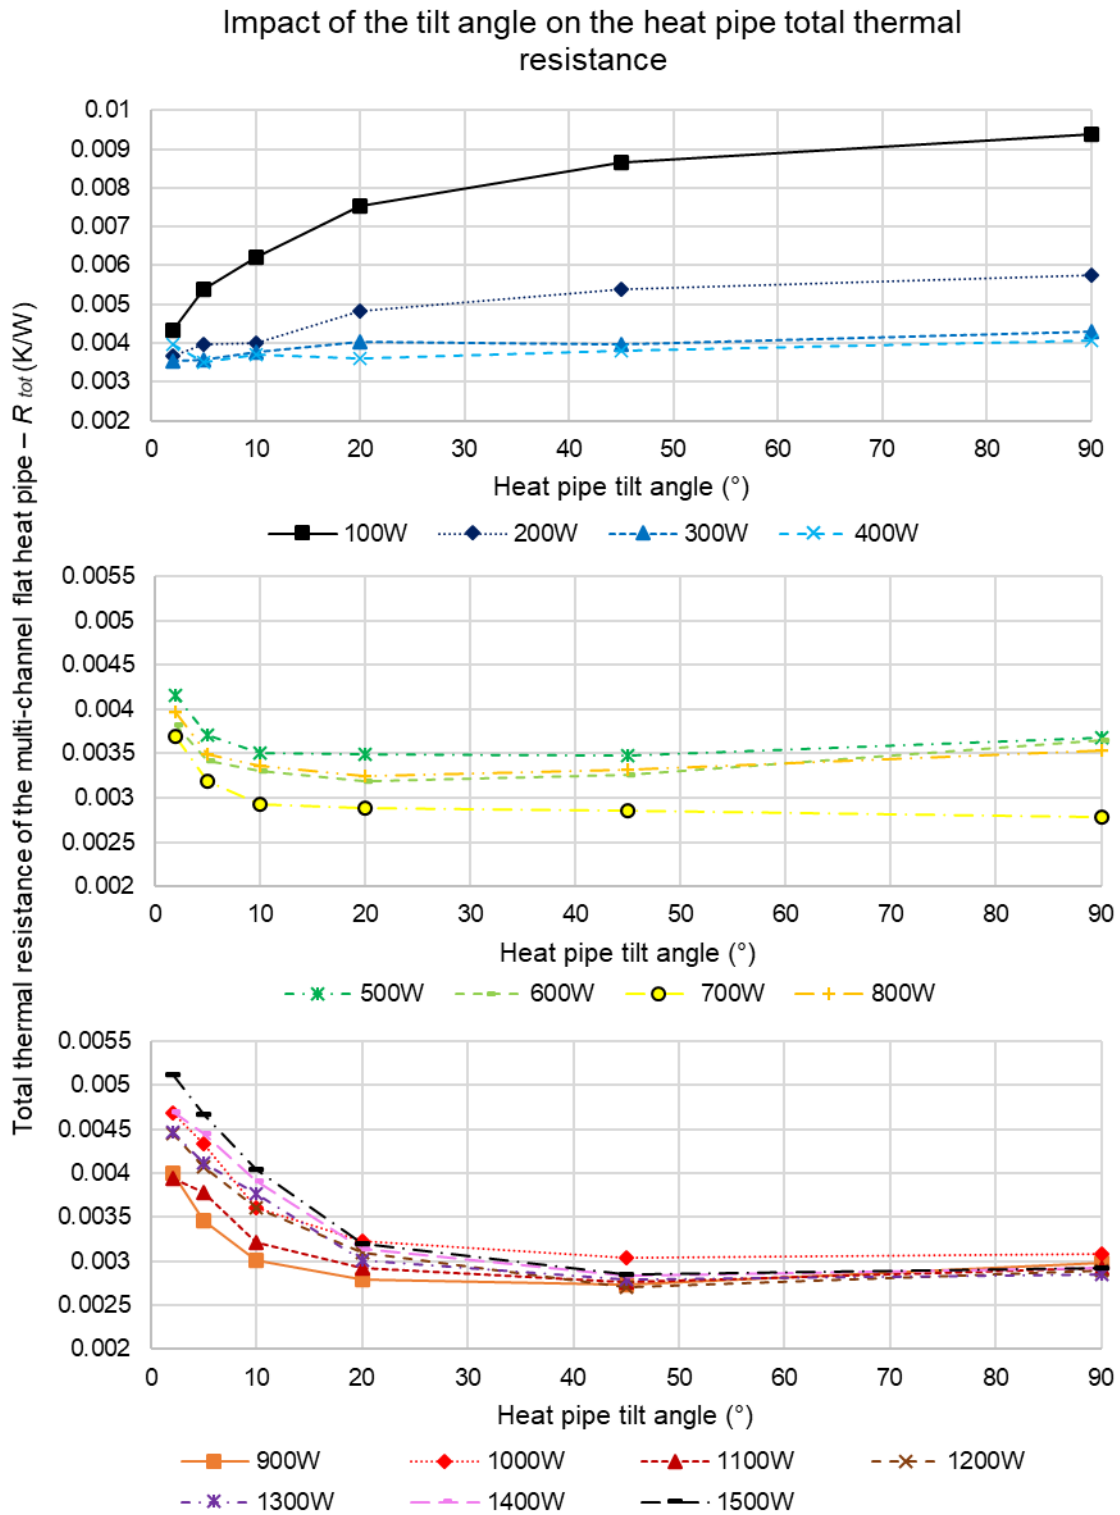 Impact of the tilt angle on the heat pipe total thermal
resistance
Total thermal resistance of the multi-channel flat heat pipe – R tot (K/W)
0.01
0.009
0.008
0.007
0.006
0.005
0.004
0.003
0.002
0 10 20 30 40 50 60 70 80 90
Heat pipe tilt angle (°)
100W 200W 300W 400W
0.0055
0.005
0.0045
0.004
0.0035
0.003
0.0025
0.002
0 10 20 30 40 50 60 70 80 90
Heat pipe tilt angle (°)
500W 600W 700W 800W
0.0055
0.005
0.0045
0.004
0.0035
0.003
0.0025
0.002
0 10 20 30 40 50 60 70 80 90
Heat pipe tilt angle (°)
900W 1000W 1100W 1200W
1300W 1400W 1500W